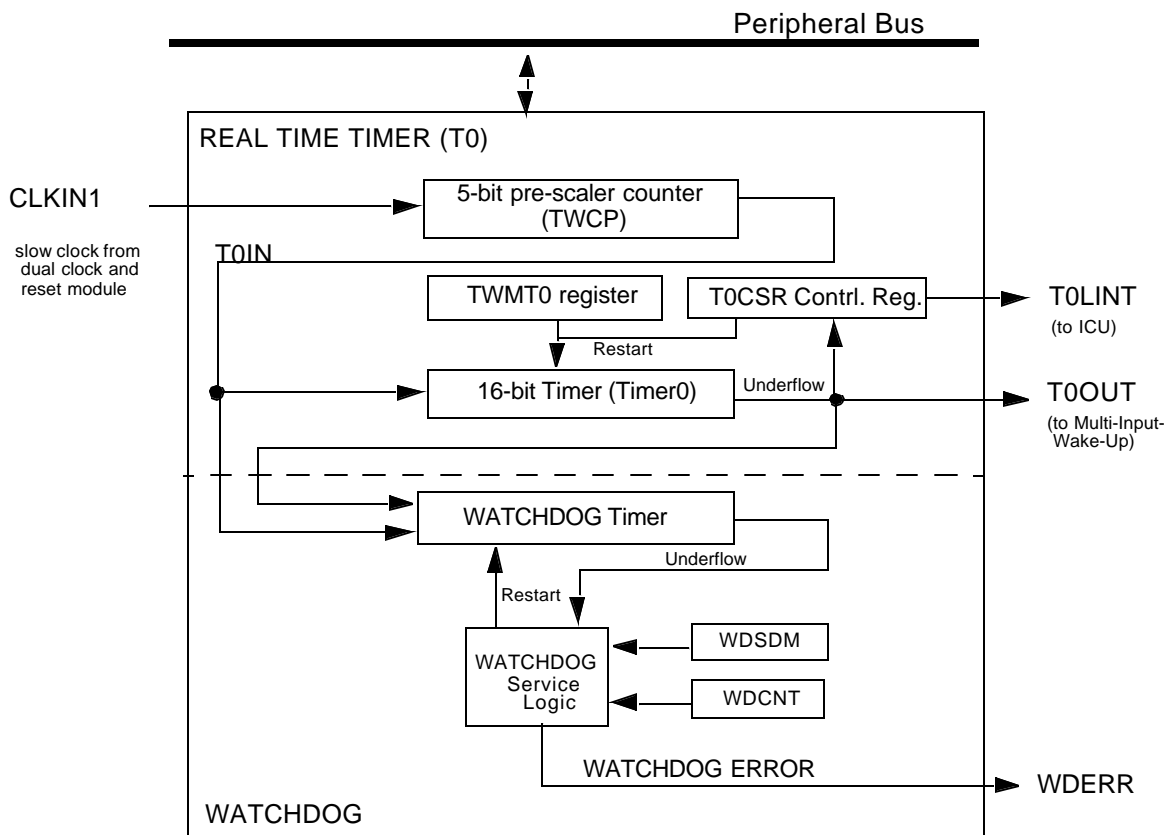 Peripheral Bus
REAL TIME TIMER (T0)
CLKIN1
5-bit pre-scaler counter
(TWCP)
slow clock from
dual clock and
reset module
T0IN
TWMT0 register
T0CSR Contrl. Reg.
T0LINT
(to ICU)
Restart
16-bit Timer (Timer0)
Underflow
T0OUT
(to Multi-Input-
Wake-Up)
WATCHDOG Timer
Underflow
Restart
WATCHDOG
Service
Logic
WDSDM
WDCNT
WATCHDOG ERROR
WDERR
WATCHDOG